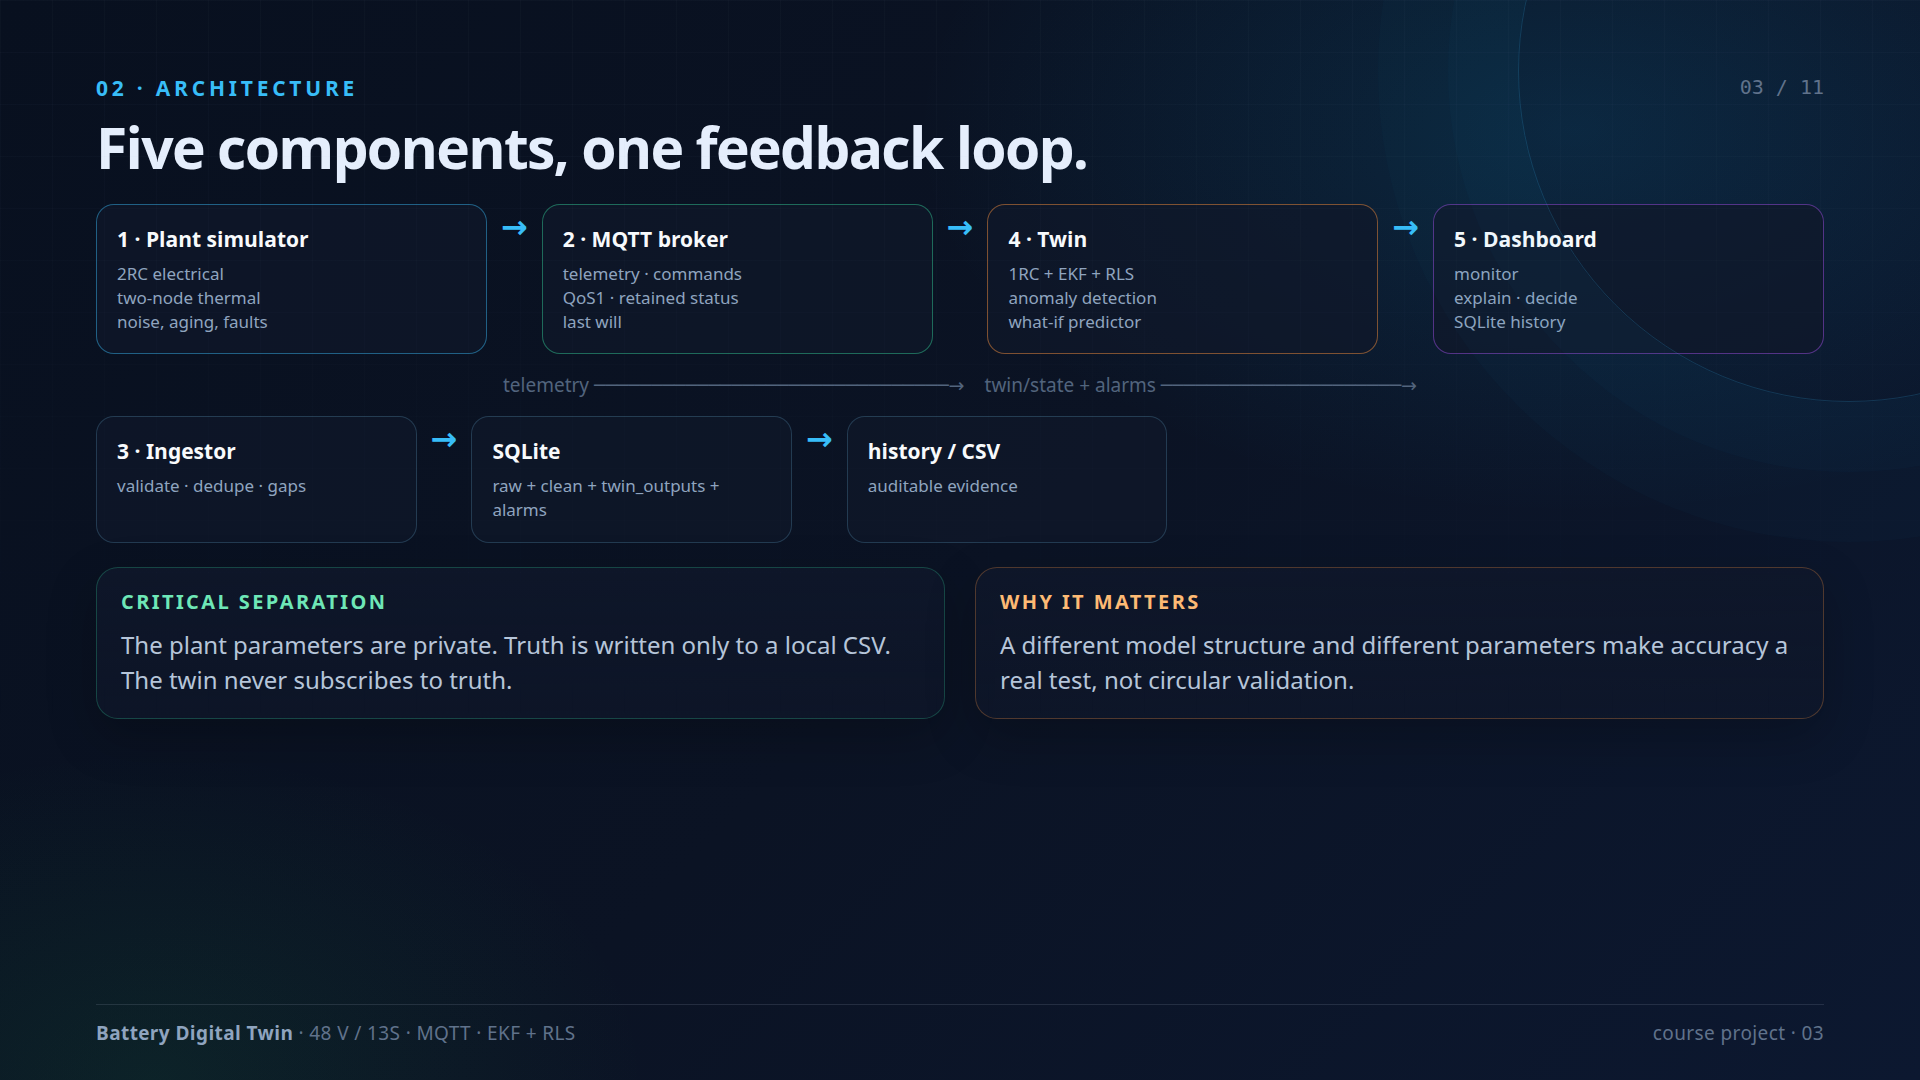 02 · ARCHITECTURE
03 / 11
Five components, one feedback loop.
1 · Plant simulator
2RC electrical
two-node thermal
noise, aging, faults
→
2 · MQTT broker
telemetry · commands
QoS1 · retained status
last will
→
4 · Twin
1RC + EKF + RLS
anomaly detection
what-if predictor
→
5 · Dashboard
monitor
explain · decide
SQLite history
telemetry ────────────────────→ twin/state + alarms ──────────────→
3 · Ingestor
validate · dedupe · gaps
→
SQLite
raw + clean + twin_outputs +
alarms
→
history / CSV
auditable evidence
CRITICAL SEPARATION
The plant parameters are private. Truth is written only to a local CSV.
The twin never subscribes to truth.
WHY IT MATTERS
A different model structure and different parameters make accuracy a
real test, not circular validation.
Battery Digital Twin · 48 V / 13S · MQTT · EKF + RLS
course project · 03